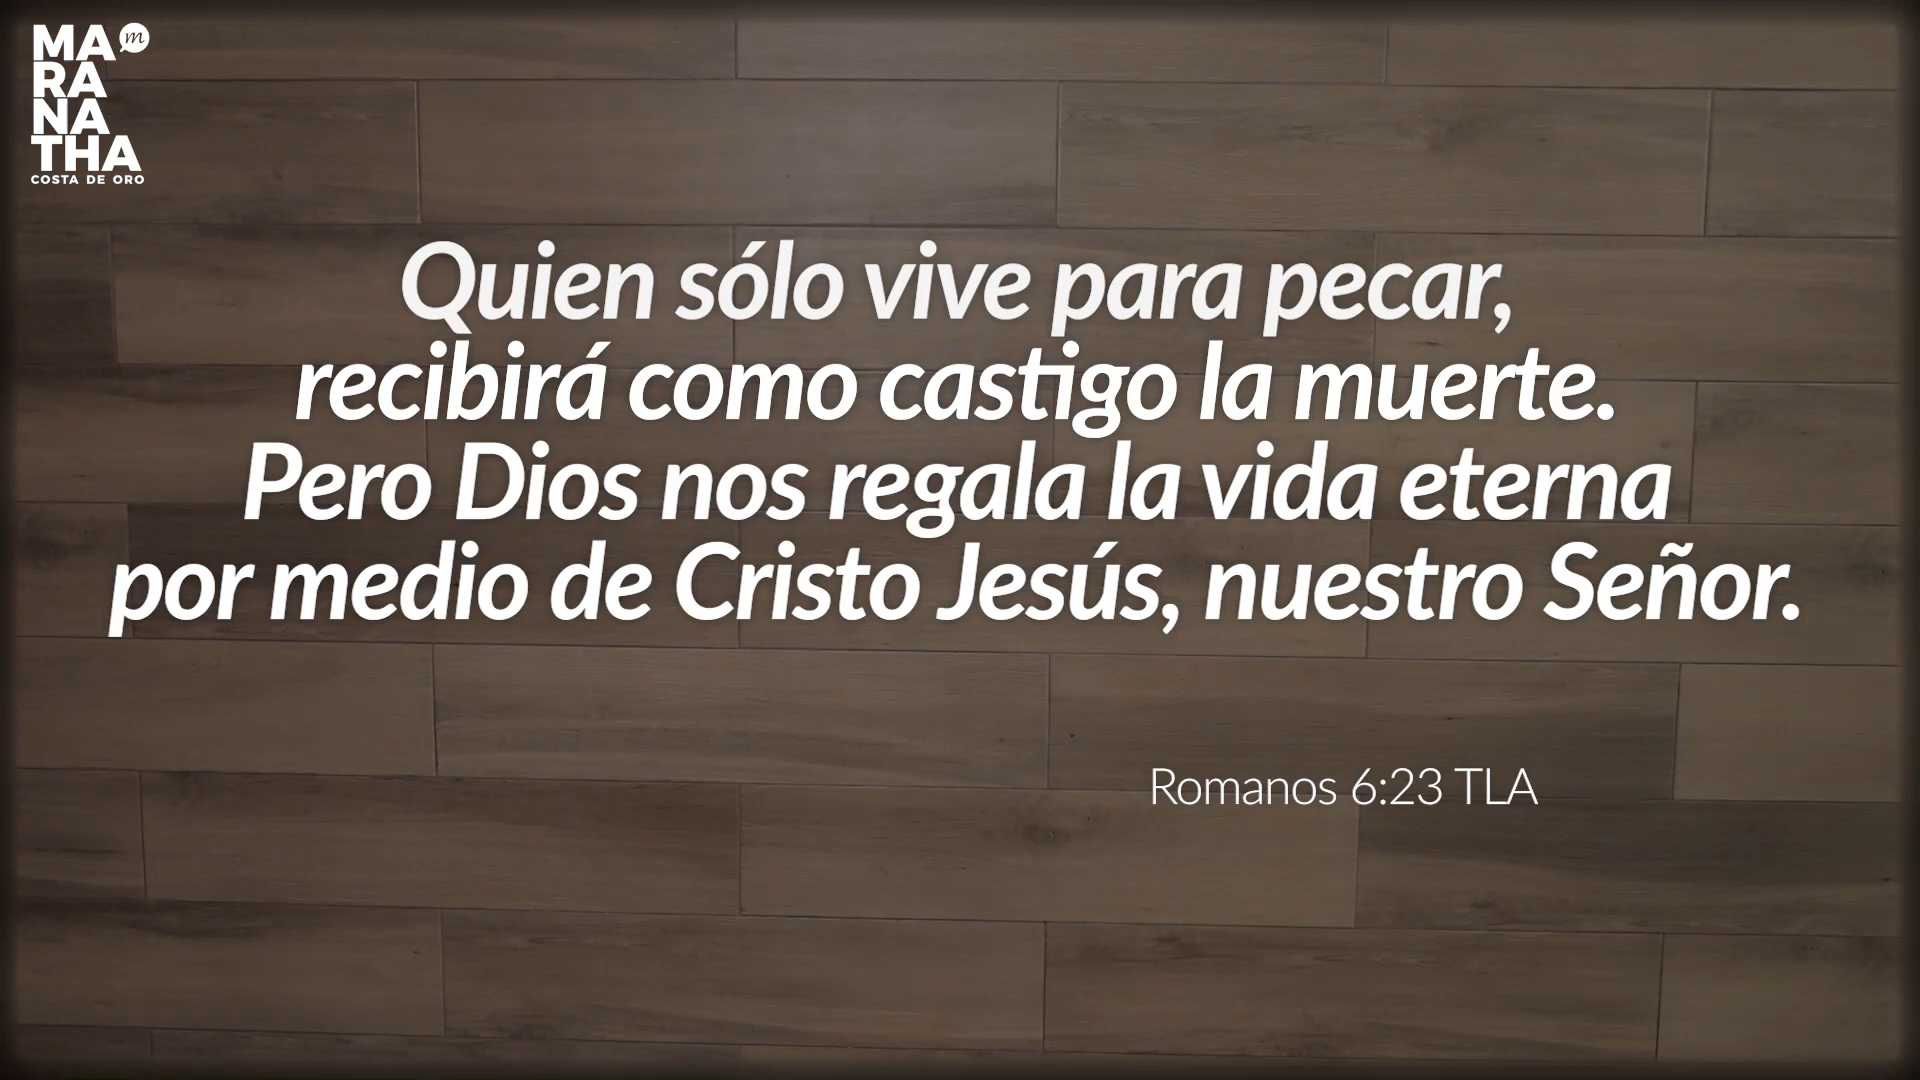 MA
RA
NA
THA
m
COSTA DE ORO
Quien sólo vive para pecar,
recibirá como castigo la muerte.
Pero Dios nos regala la vida eterna
por medio de Cristo Jesús, nuestro Señor.
Romanos 6:23 TLA